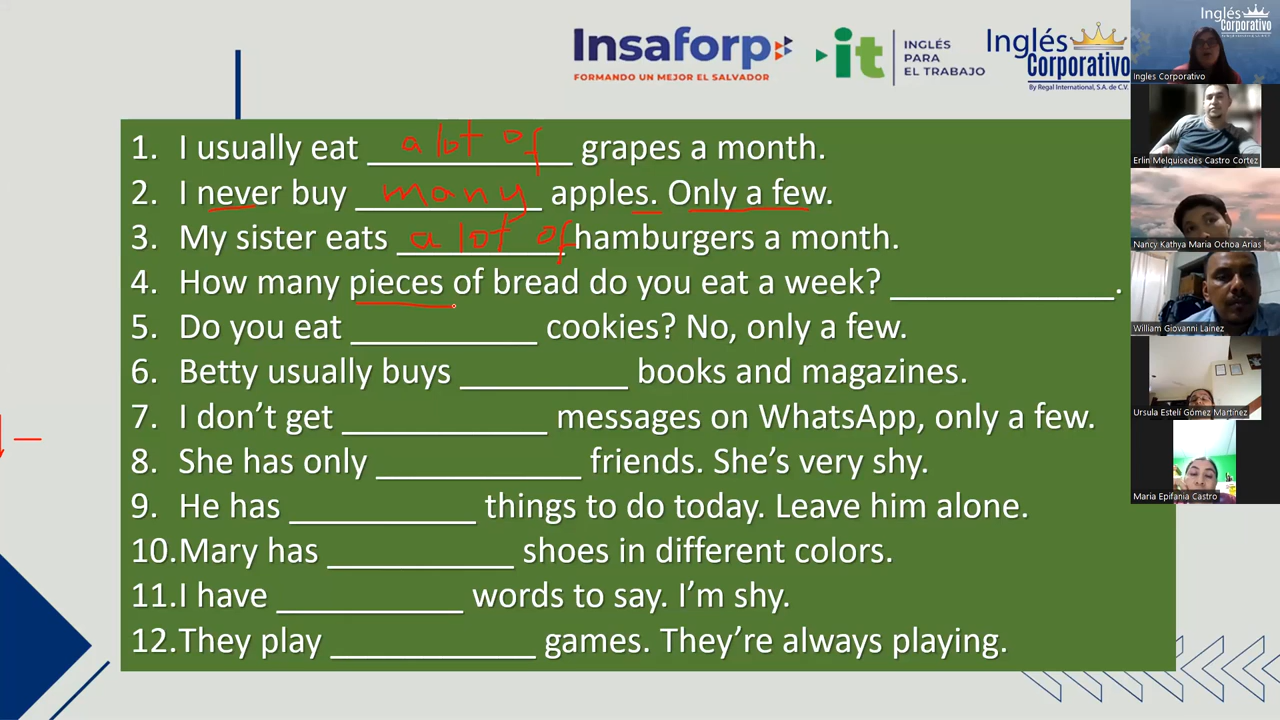 Insaforp
FORMANDO UN MEJOR EL SALVADOR
it
INGLÉS
PARA
EL TRABAJO
Inglés
Corporativo
By Regal International, S.A. de C.V.
Inglés
Corporativo
Ingles Corporativo
Erlin Melquisedes Castro Cortez
Nancy Kathya Maria Ochoa Arias
William Giovanni Laínez
Ursula Estelí Gómez Martínez
Maria Epifania Castro
1. I usually eat a lot of grapes a month.
2. I never buy many apples. Only a few.
3. My sister eats a lot of hamburgers a month.
4. How many pieces of bread do you eat a week? ____________.
5. Do you eat __________ cookies? No, only a few.
6. Betty usually buys _________ books and magazines.
7. I don’t get ___________ messages on WhatsApp, only a few.
8. She has only ___________ friends. She’s very shy.
9. He has __________ things to do today. Leave him alone.
10. Mary has __________ shoes in different colors.
11. I have __________ words to say. I’m shy.
12. They play ___________ games. They’re always playing.